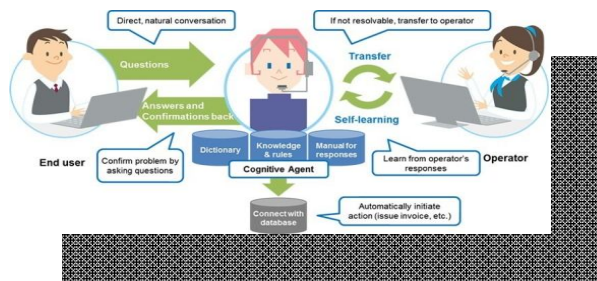 Direct, natural conversation
If not resolvable, transfer to operator
Questions
Transfer
Answers and
Confirmations back
Self-learning
End user
Confirm problem by
asking questions
Dictionary
Knowledge
& rules
Manual for
responses
Cognitive Agent
Learn from operator's
responses
Operator
Connect with
database
Automatically initiate
action (issue invoice, etc.)